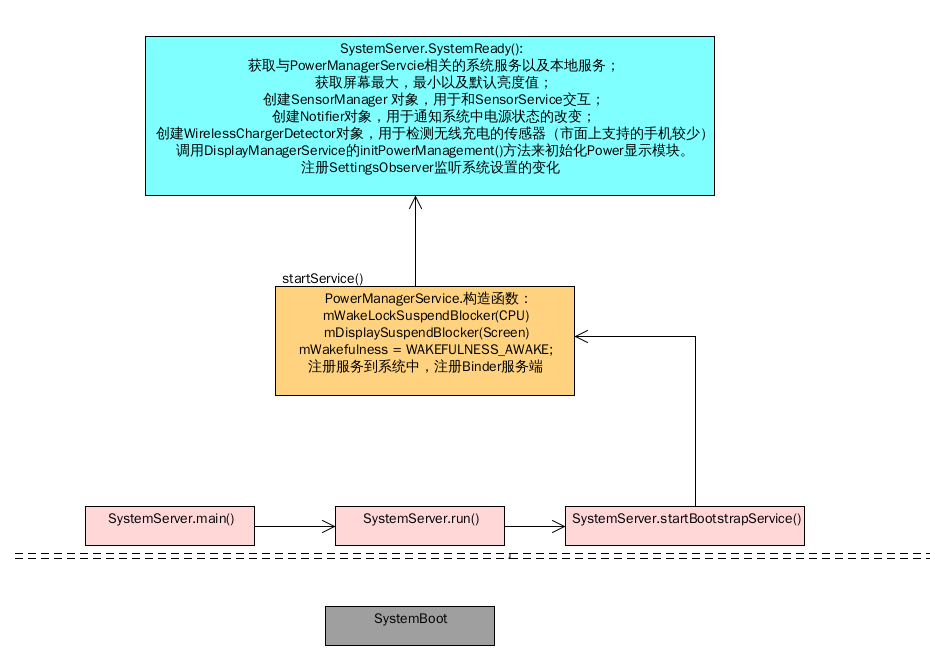 SystemServer.SystemReady():
获取与PowerManagerServcie相关的系统服务以及本地服务；
获取屏幕最大，最小以及默认亮度值；
创建SensorManager 对象，用于和SensorService交互；
创建Notifier对象，用于通知系统中电源状态的改变；
创建WirelessChargerDetector对象，用于检测无线充电的传感器（市面上支持的手机较少）
调用DisplayManagerService的initPowerManagement()方法来初始化Power显示模块。
注册SettingsObserver监听系统设置的变化
startService()
PowerManagerService.构造函数：
mWakeLockSuspendBlocker(CPU)
mDisplaySuspendBlocker(Screen)
mWakefulness = WAKEFULNESS_AWAKE;
注册服务到系统中，注册Binder服务端
SystemServer.main()
SystemServer.run()
SystemServer.startBootstrapService()
SystemBoot